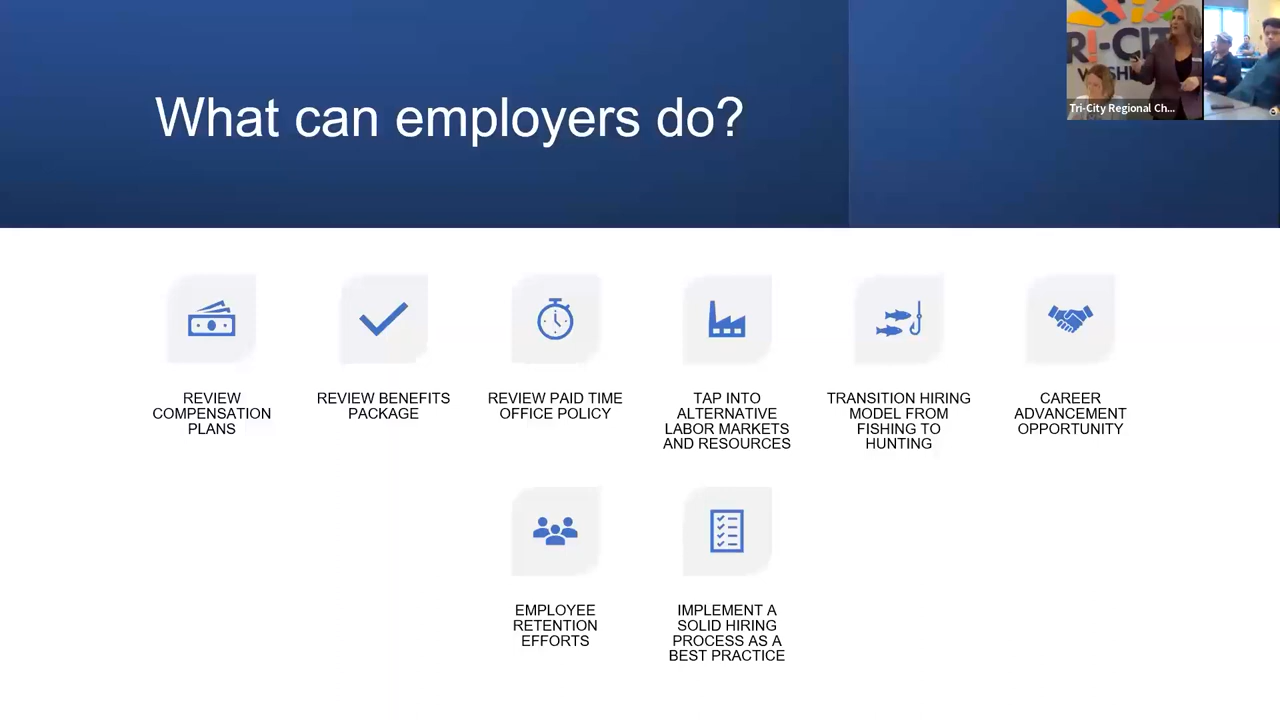 What can employers do?
RI-CIT
Tri-City Regional Ch...
REVIEW
COMPENSATION
PLANS
REVIEW BENEFITS
PACKAGE
REVIEW PAID TIME
OFFICE POLICY
TAP INTO
ALTERNATIVE
LABOR MARKETS
AND RESOURCES
TRANSITION HIRING
MODEL FROM
FISHING TO
HUNTING
CAREER
ADVANCEMENT
OPPORTUNITY
EMPLOYEE
RETENTION
EFFORTS
IMPLEMENT A
SOLID HIRING
PROCESS AS A
BEST PRACTICE